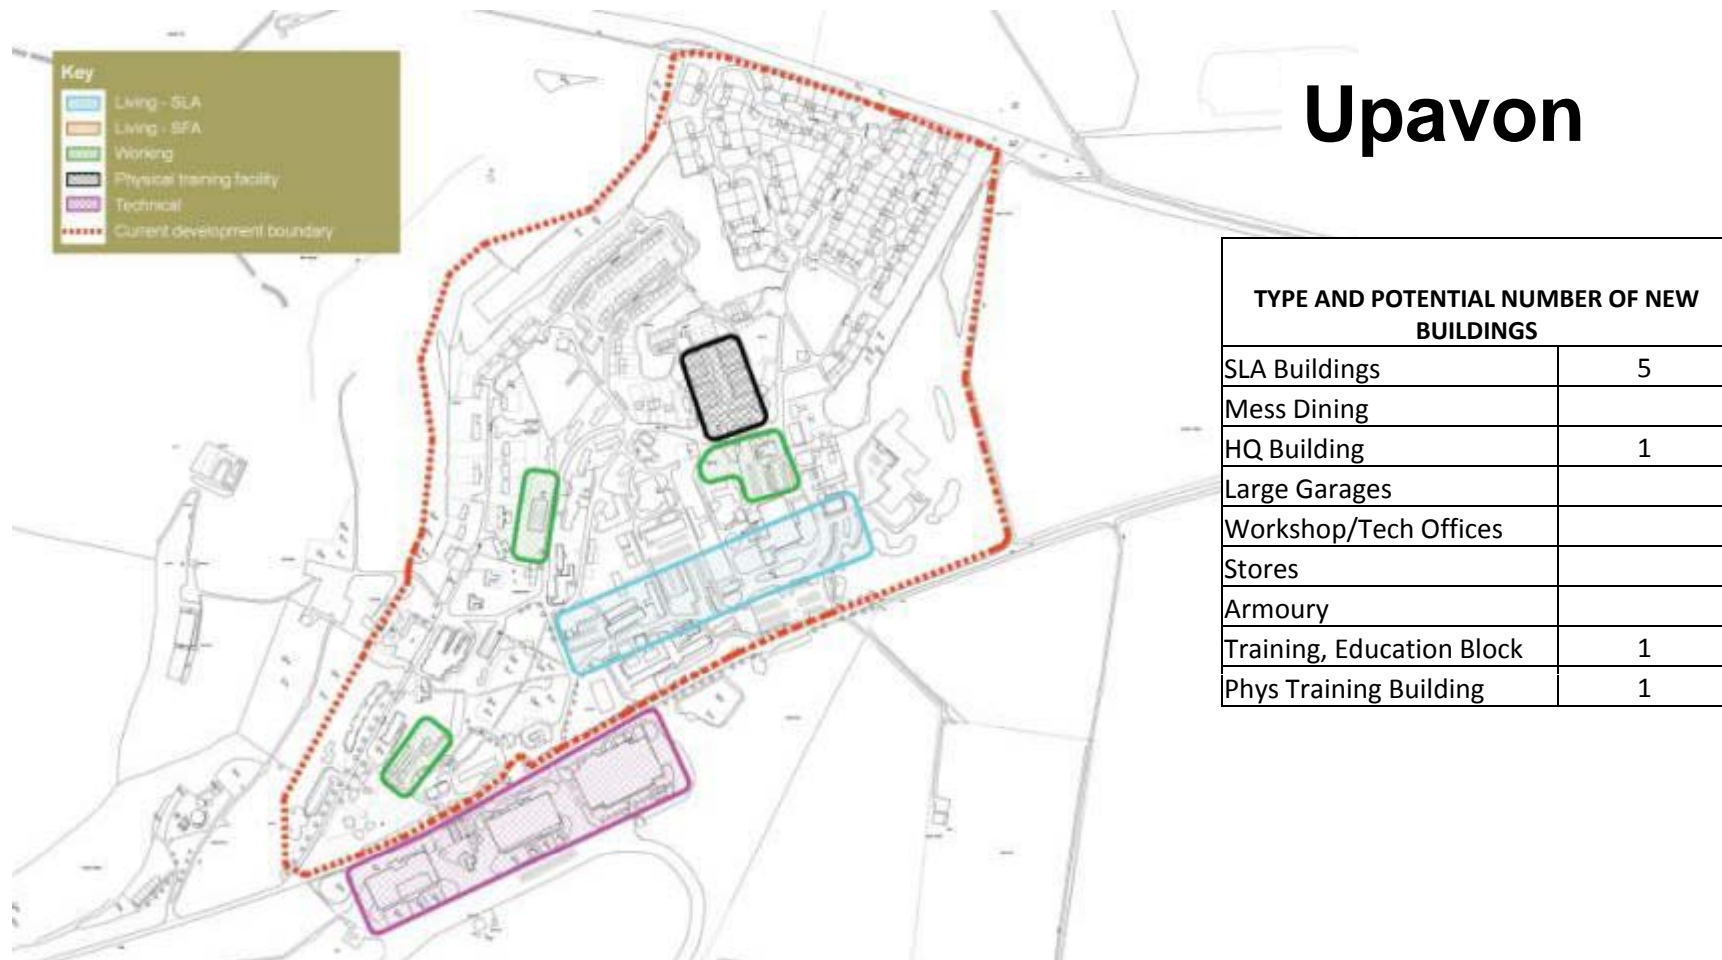 Key
Living - SLA
Living - SFA
Working
Physical training facility
Technical
Current development boundary
Upavon
TYPE AND POTENTIAL NUMBER OF NEW
BUILDINGS
SLA Buildings 5
Mess Dining
HQ Building 1
Large Garages
Workshop/Tech Offices
Stores
Armoury
Training, Education Block 1
Phys Training Building 1